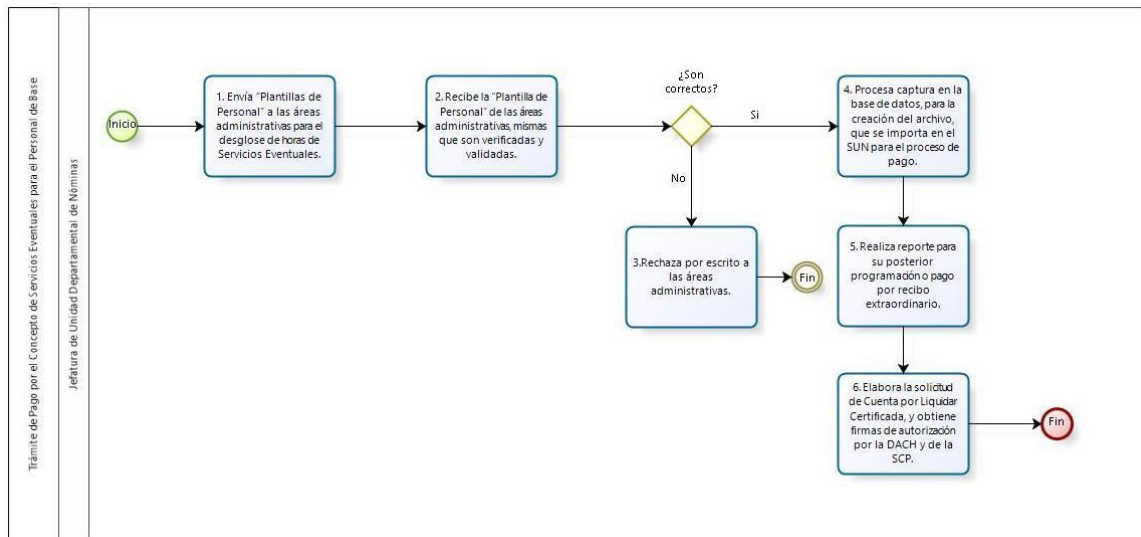 Trámite de Pago por el Concepto de Servicios Eventuales para el Personal de Base
Jefatura de Unidad Departamental de Nóminas
Inicio
1. Envía "Plantillas de
Personal" a las áreas
administrativas para el
desglose de horas de
Servicios Eventuales.
2. Recibe la "Plantilla de
Personal" de las áreas
administrativas, mismas
que son verificadas y
validadas.
¿Son
correctos?
Si
No
3.Rechaza por escrito a
las áreas
administrativas.
Fin
4. Procesa captura en la
base de datos, para la
creación del archivo,
que se importa en el
SUN para el proceso de
pago.
5. Realiza reporte para
su posterior
programación o pago
por recibo
extraordinario.
6. Elabora la solicitud
de Cuenta por Liquidar
Certificada, y obtiene
firmas de autorización
por la DACH y de la
SCP.
Fin